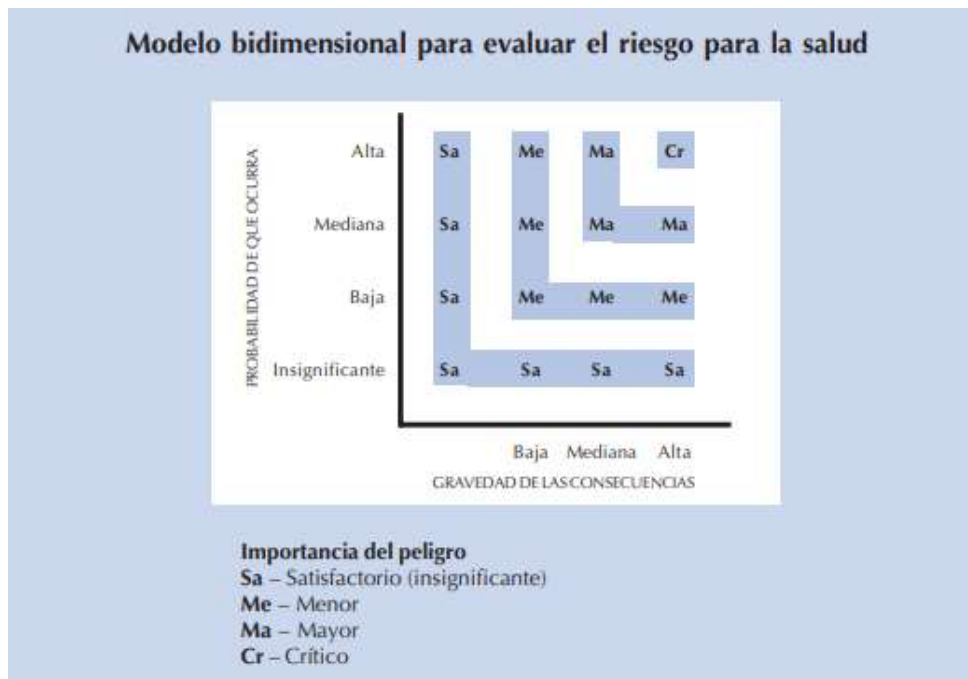 Modelo bidimensional para evaluar el riesgo para la salud
PROBABILIDAD DE QUE OCURRA
Alta Sa Me Ma Cr
Mediana Sa Me Ma Ma
Baja Sa Me Me Me
Insignificante Sa Sa Sa Sa
Baja Mediana Alta
GRAVEDAD DE LAS CONSECUENCIAS
Importancia del peligro
Sa – Satisfactorio (insignificante)
Me – Menor
Ma – Mayor
Cr – Crítico